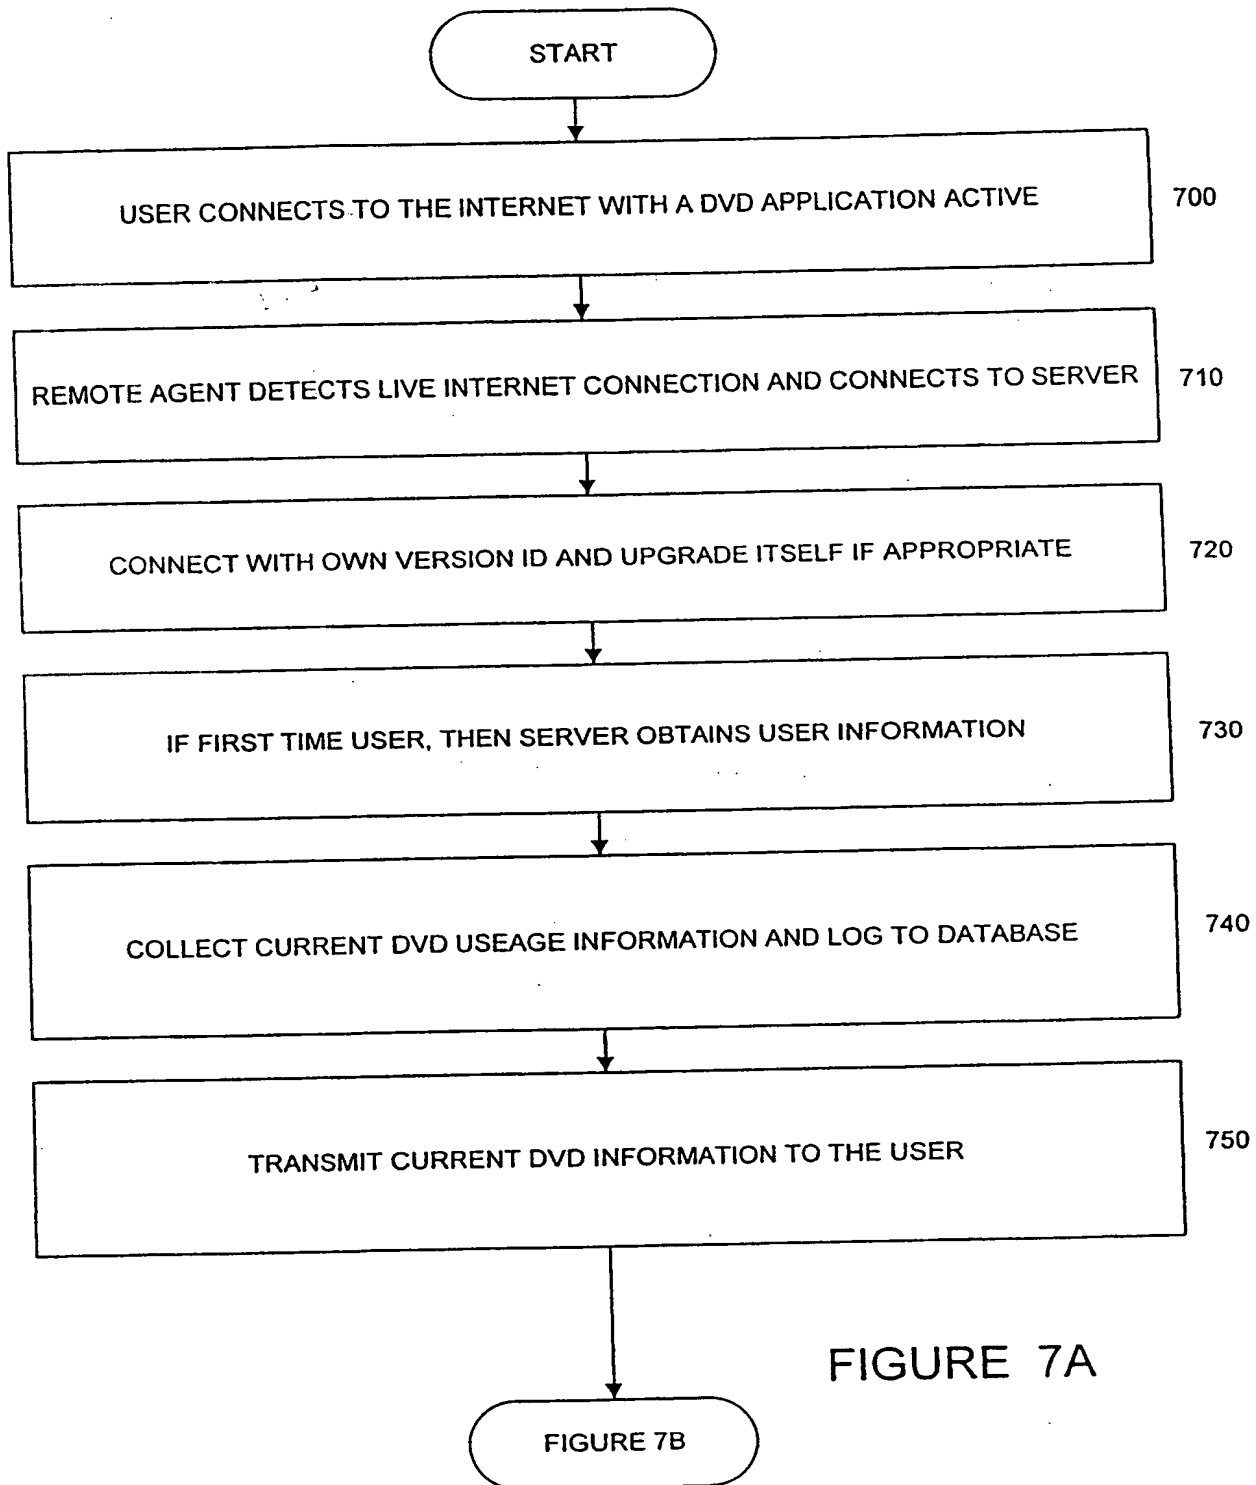 START
USER CONNECTS TO THE INTERNET WITH A DVD APPLICATION ACTIVE
700
REMOTE AGENT DETECTS LIVE INTERNET CONNECTION AND CONNECTS TO SERVER
710
CONNECT WITH OWN VERSION ID AND UPGRADE ITSELF IF APPROPRIATE
720
IF FIRST TIME USER, THEN SERVER OBTAINS USER INFORMATION
730
COLLECT CURRENT DVD USEAGE INFORMATION AND LOG TO DATABASE
740
TRANSMIT CURRENT DVD INFORMATION TO THE USER
750
FIGURE 7A
FIGURE 7B